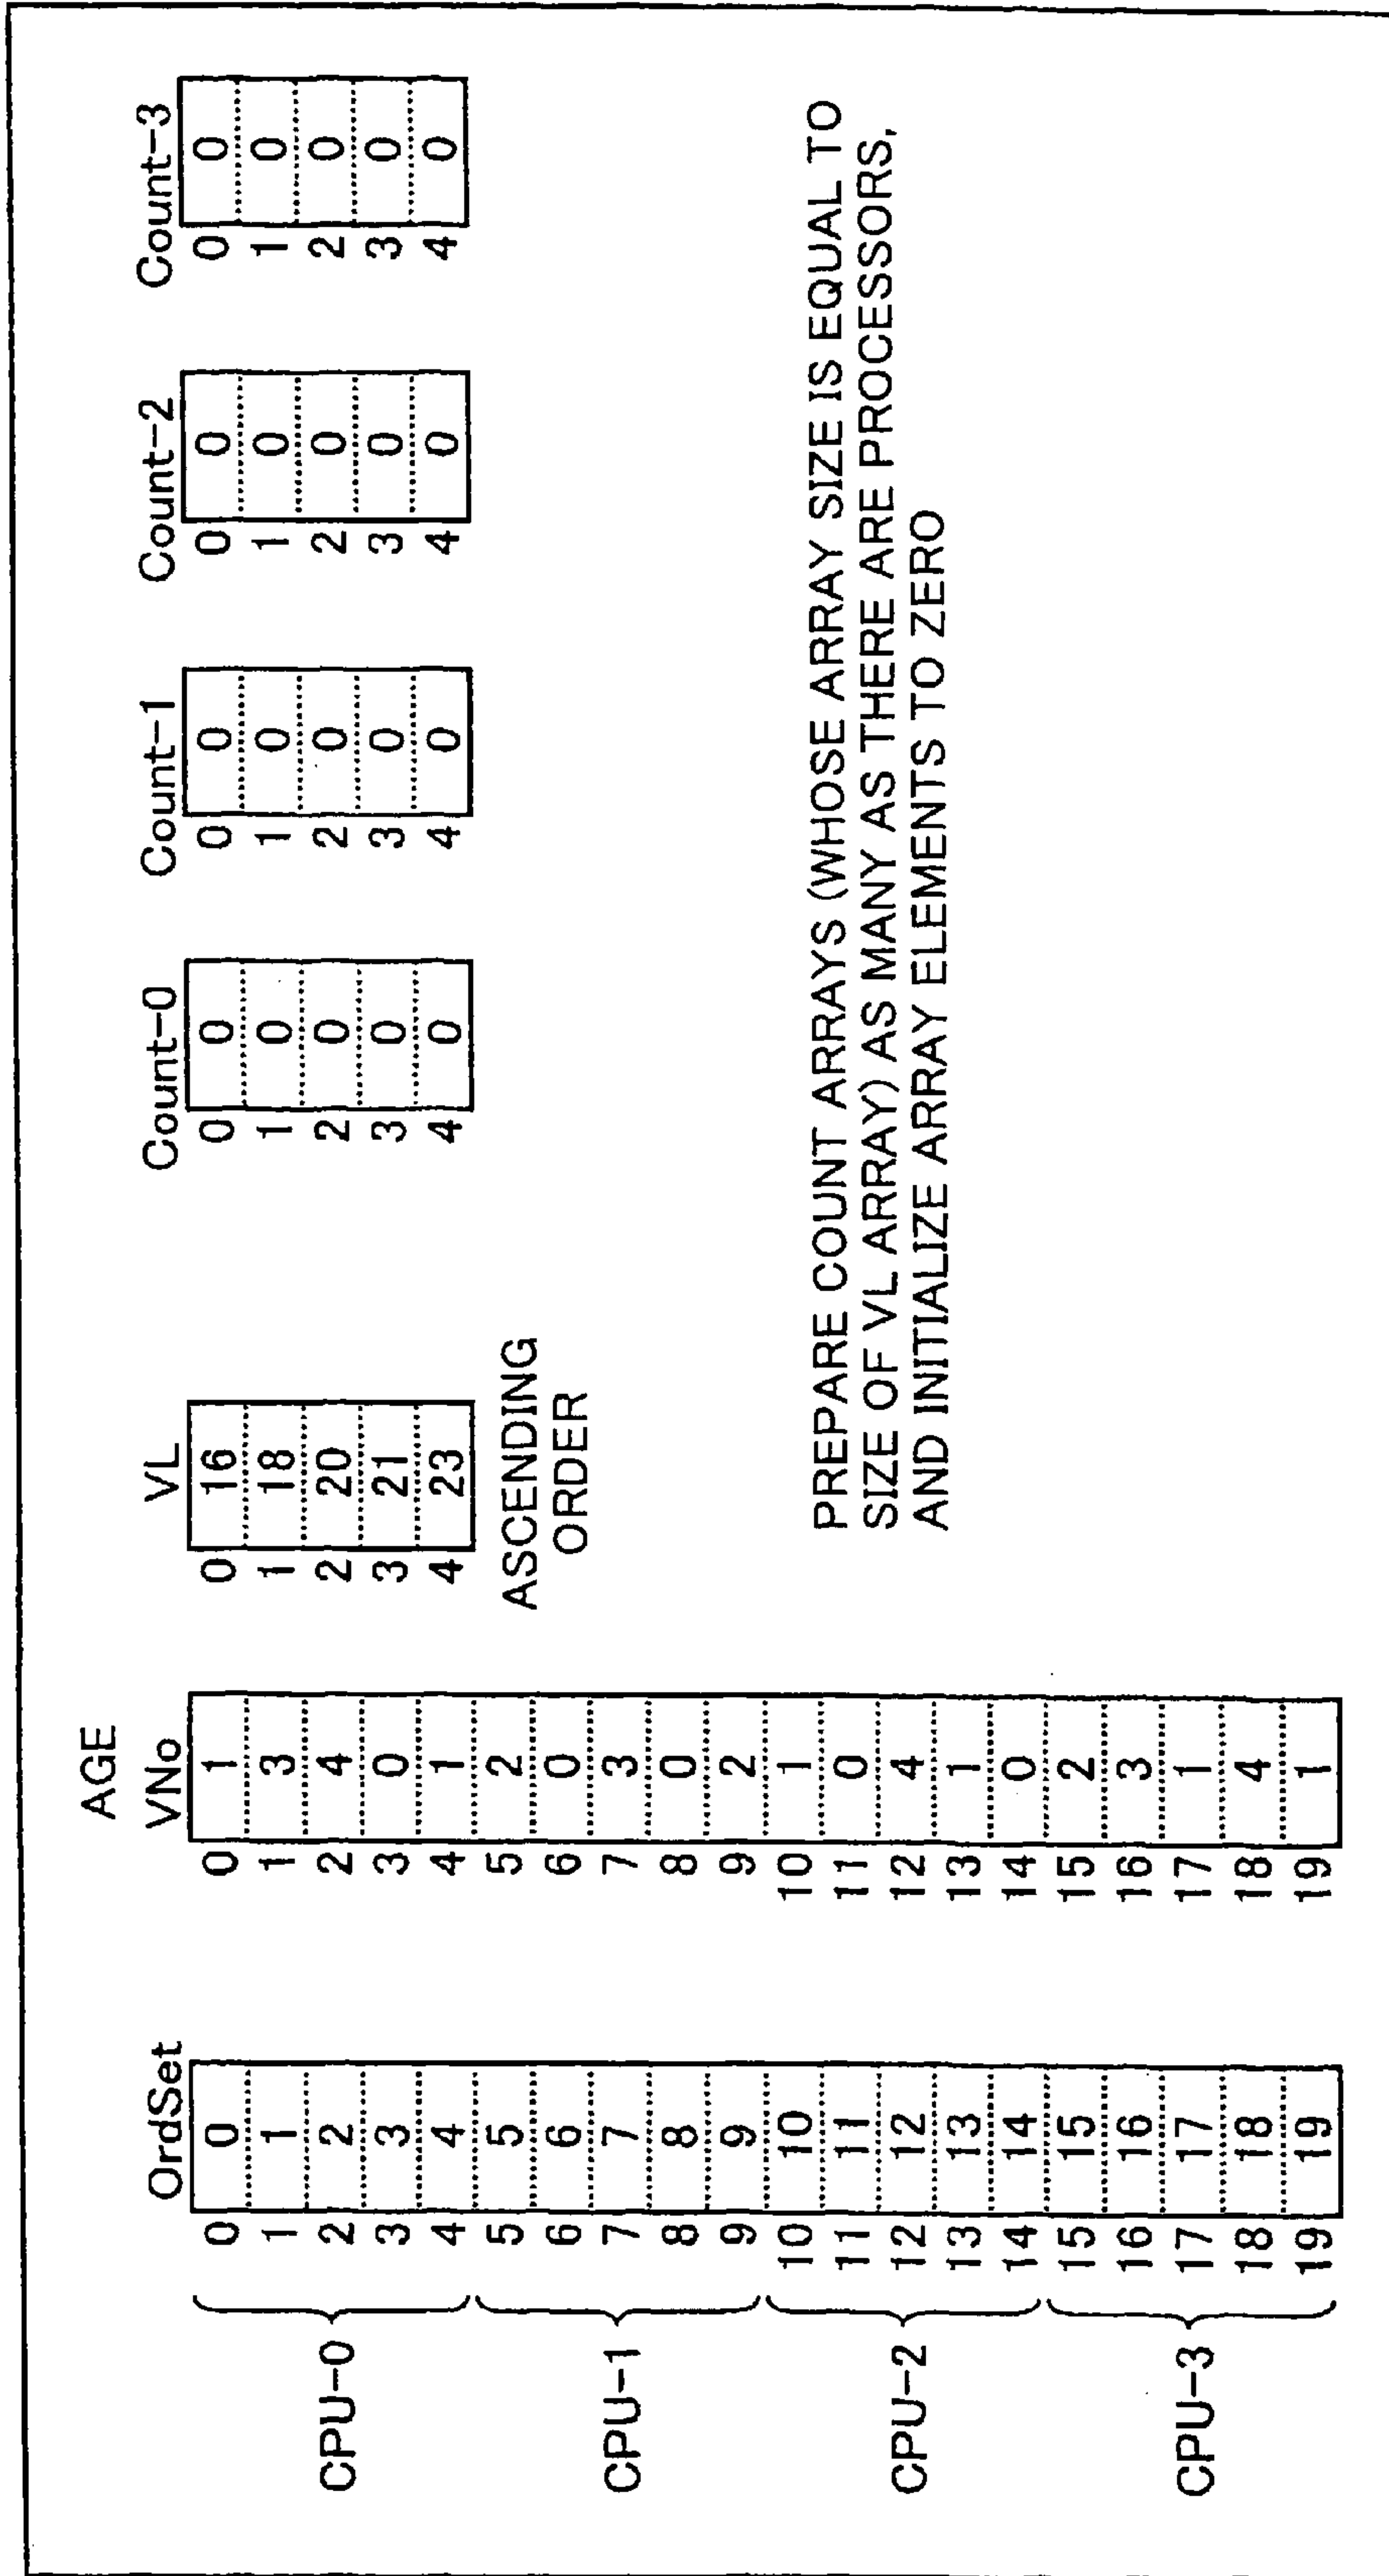 AGE
OrdSet VNo VL Count-0 Count-1 Count-2 Count-3
0 0 0 1 0 16 0 0 0 0 0 0 0 0
1 1 1 3 1 18 1 0 1 0 1 0 1 0
CPU-0 2 2 2 4 2 20 2 0 2 0 2 0 2 0
3 3 3 0 3 21 3 0 3 0 3 0 3 0
4 4 4 1 4 23 4 0 4 0 4 0 4 0
5 5 5 2 ASCENDING
6 6 6 0 ORDER
CPU-1 7 7 7 3
8 8 8 0
9 9 9 2
10 10 10 1
11 11 11 0
CPU-2 12 12 12 4
13 13 13 1
14 14 14 0
15 15 15 2
16 16 16 3
CPU-3 17 17 17 1
18 18 18 4
19 19 19 1
PREPARE COUNT ARRAYS (WHOSE ARRAY SIZE IS EQUAL TO
SIZE OF VL ARRAY) AS MANY AS THERE ARE PROCESSORS,
AND INITIALIZE ARRAY ELEMENTS TO ZERO